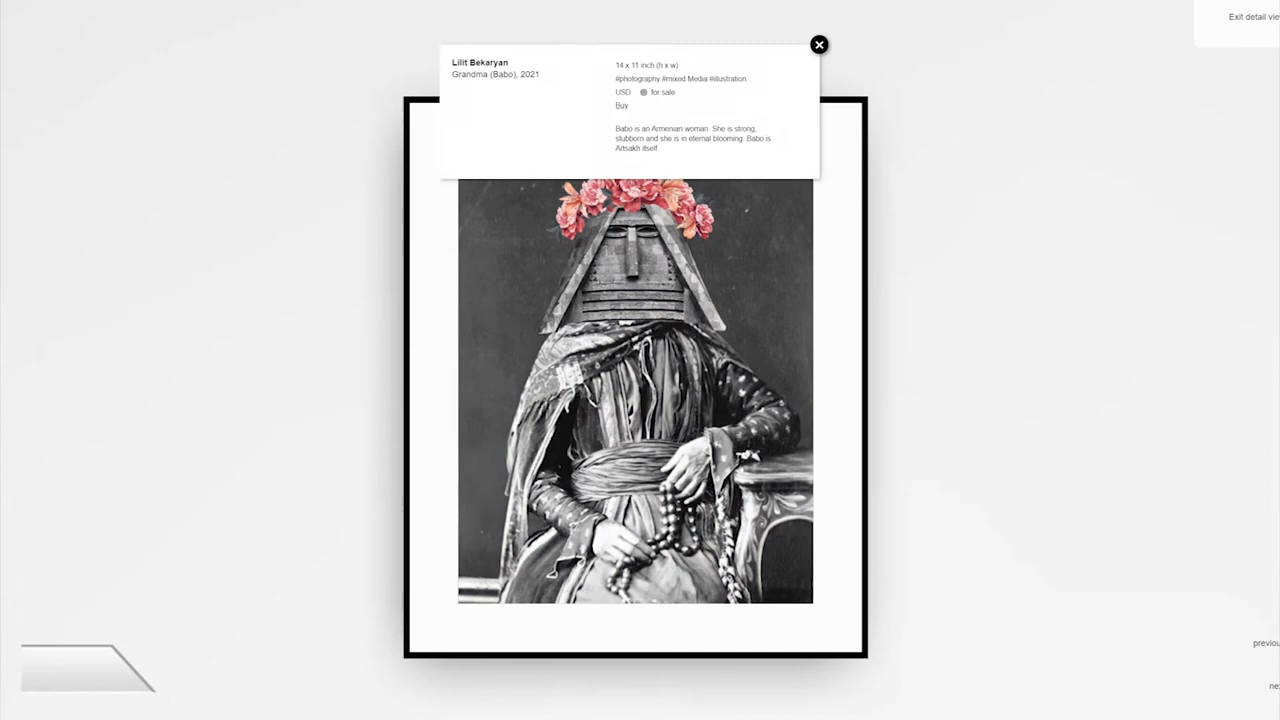 Exit detail vie
Lilit Bekaryan
Grandma (Babo), 2021
14 x 11 inch (h x w)
#photography #mixed Media #illustration
USD for sale
Buy
Babo is an Armenian woman. She is strong,
stubborn and she is in eternal blooming. Babo is
Artsakh itself
previou
ne